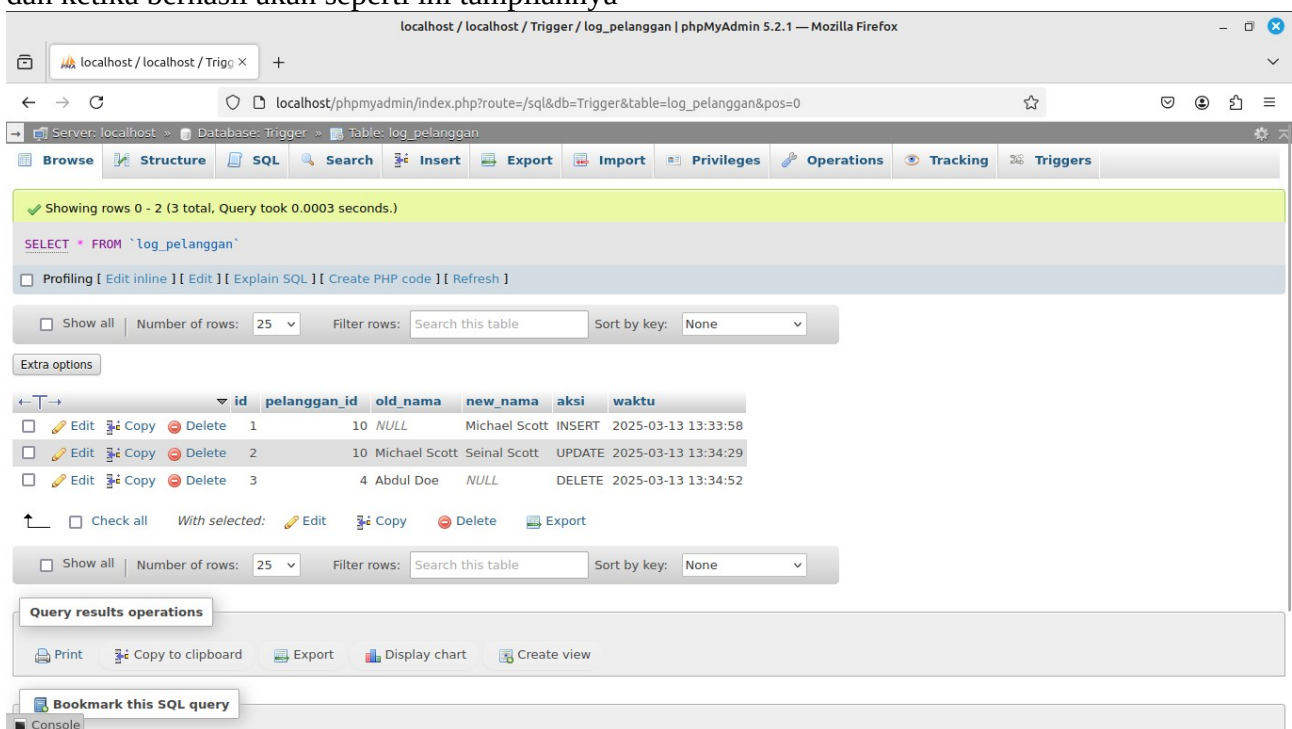 dan ketika berhasil akan seperti ini tampilannya
localhost / localhost / Trigger / log_pelanggan | phpMyAdmin 5.2.1 — Mozilla Firefox
localhost / localhost / Trigg
localhost/phpmyadmin/index.php?route=/sql&db=Trigger&table=log_pelanggan&pos=0
Server: localhost » Database: Trigger » Table: log_pelanggan
Browse Structure SQL Search Insert Export Import Privileges Operations Tracking Triggers
Showing rows 0 - 2 (3 total, Query took 0.0003 seconds.)
SELECT * FROM `log_pelanggan`
Profiling [ Edit inline ] [ Edit ] [ Explain SQL ] [ Create PHP code ] [ Refresh ]
Show all | Number of rows: 25 Filter rows: Search this table Sort by key: None
Extra options
←T→ ▼ id pelanggan_id old_nama new_nama aksi waktu
Edit Copy Delete 1 10 NULL Michael Scott INSERT 2025-03-13 13:33:58
Edit Copy Delete 2 10 Michael Scott Seinal Scott UPDATE 2025-03-13 13:34:29
Edit Copy Delete 3 4 Abdul Doe NULL DELETE 2025-03-13 13:34:52
Check all With selected: Edit Copy Delete Export
Show all | Number of rows: 25 Filter rows: Search this table Sort by key: None
Query results operations
Print Copy to clipboard Export Display chart Create view
Bookmark this SQL query
Console